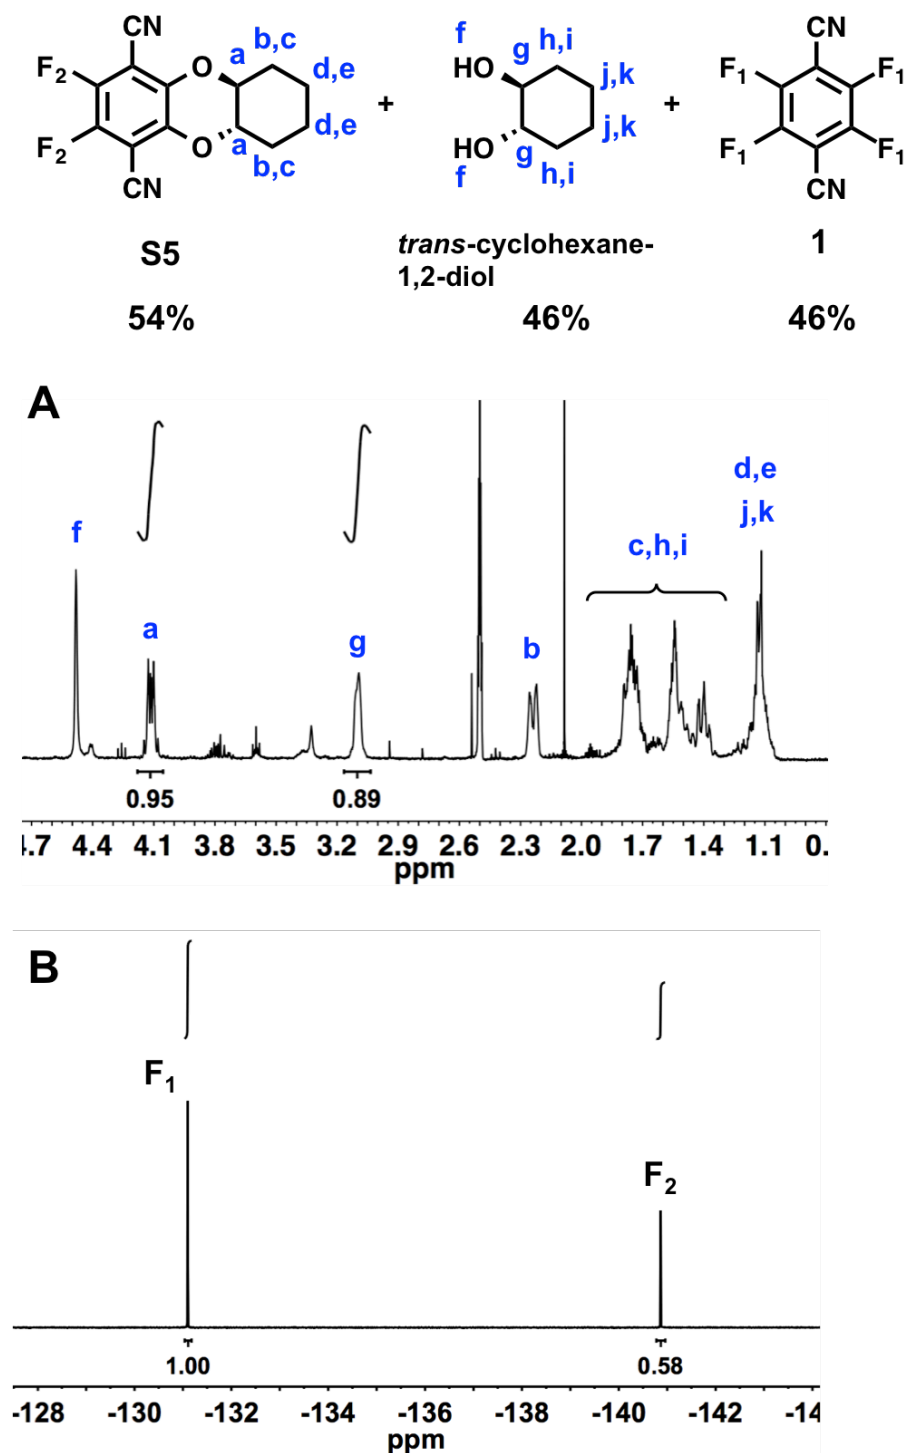 CN
F2
F2
CN
O
O
a
b,c
d,e
d,e
a
b,c
+
f
HO
g
h,i
j,k
j,k
HO
f
g
h,i
+
CN
F1
F1
F1
F1
CN
S5
trans-cyclohexane-
1,2-diol
1
54%
46%
46%
A
f
a
g
b
c,h,i
d,e
j,k
0.95
0.89
4.4 4.1 3.8 3.5 3.2 2.9 2.6 2.3 2.0 1.7 1.4 1.1
ppm
B
F1
F2
1.00
0.58
-128 -130 -132 -134 -136 -138 -140 -142
ppm